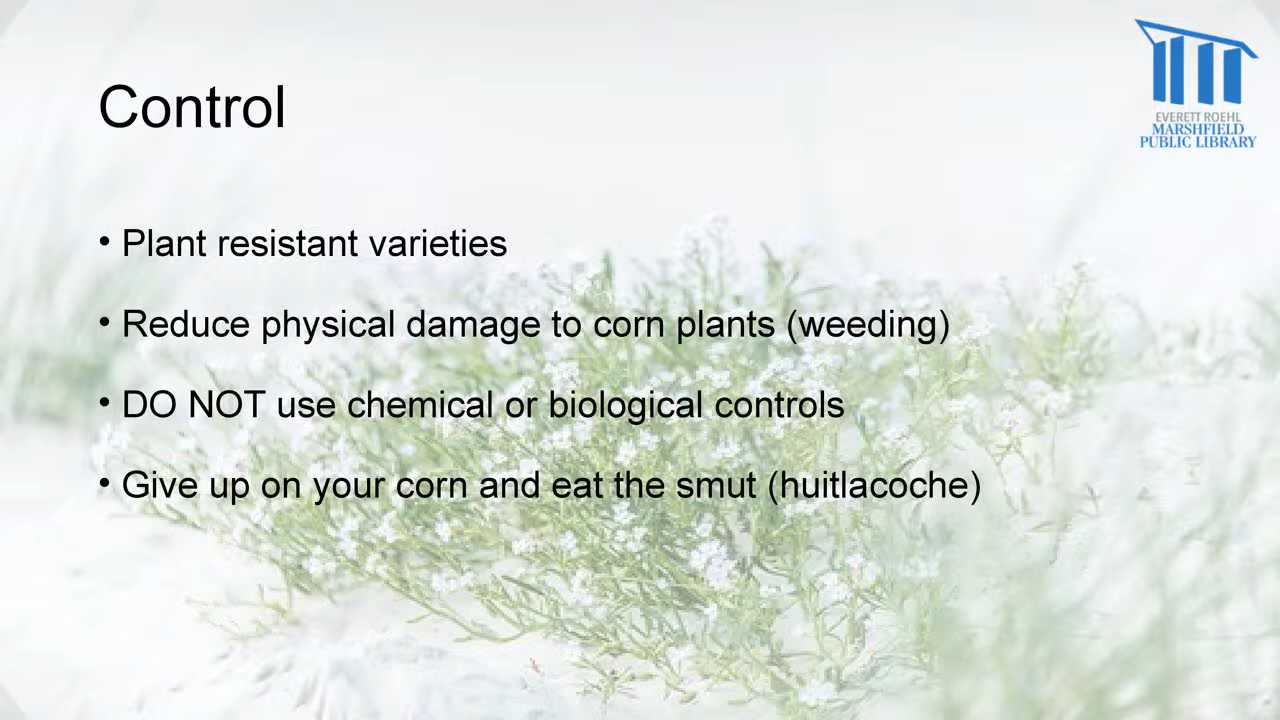 Control
EVERETT ROEHL
MARSHFIELD
PUBLIC LIBRARY
• Plant resistant varieties
• Reduce physical damage to corn plants (weeding)
• DO NOT use chemical or biological controls
• Give up on your corn and eat the smut (huitlacoche)